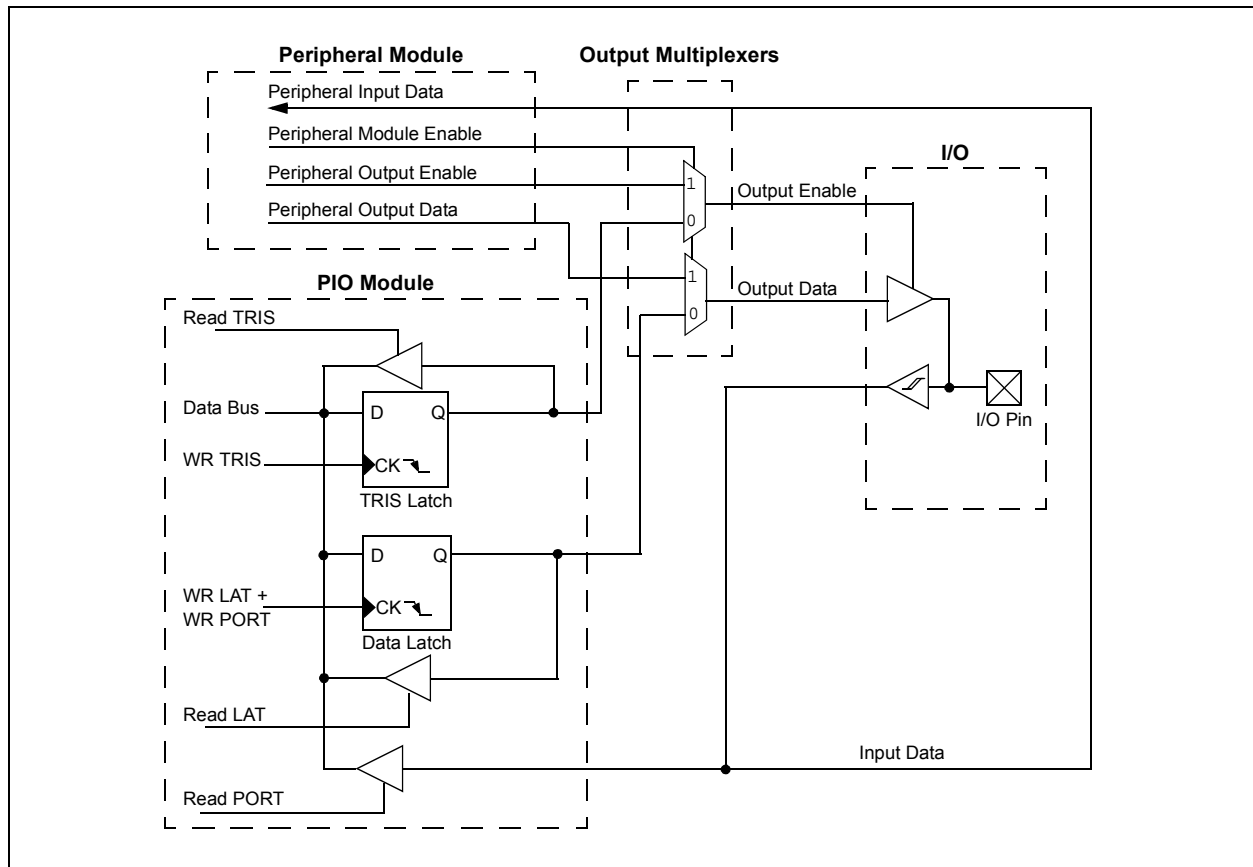 Peripheral Module
Output Multiplexers
Peripheral Input Data
Peripheral Module Enable
I/O
Peripheral Output Enable
1
Output Enable
Peripheral Output Data
0
PIO Module
1
Output Data
Read TRIS
0
Data Bus
D
Q
I/O Pin
WR TRIS
CK
TRIS Latch
D
Q
WR LAT +
WR PORT
CK
Data Latch
Read LAT
Input Data
Read PORT